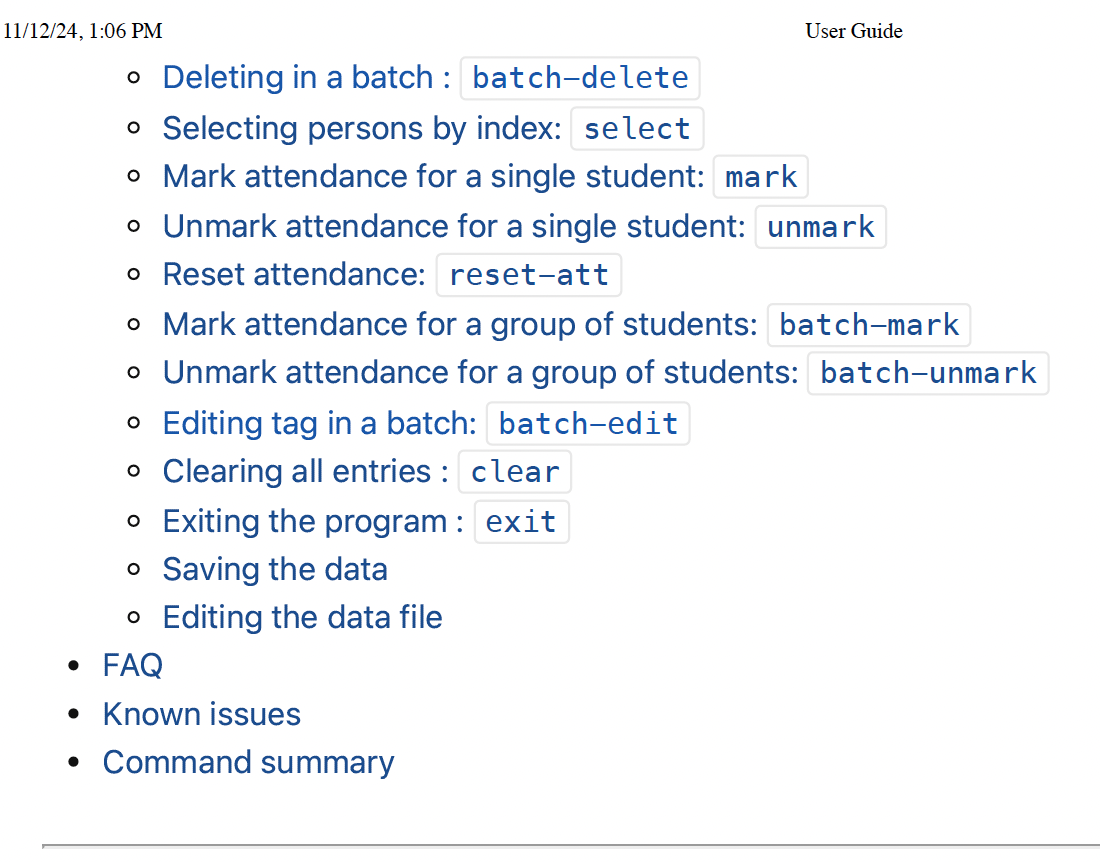 11/12/24, 1:06 PM User Guide
Deleting in a batch : batch-delete
Selecting persons by index: select
Mark attendance for a single student: mark
Unmark attendance for a single student: unmark
Reset attendance: reset-att
Mark attendance for a group of students: batch-mark
Unmark attendance for a group of students: batch-unmark
Editing tag in a batch: batch-edit
Clearing all entries : clear
Exiting the program : exit
Saving the data
Editing the data file
FAQ
Known issues
Command summary